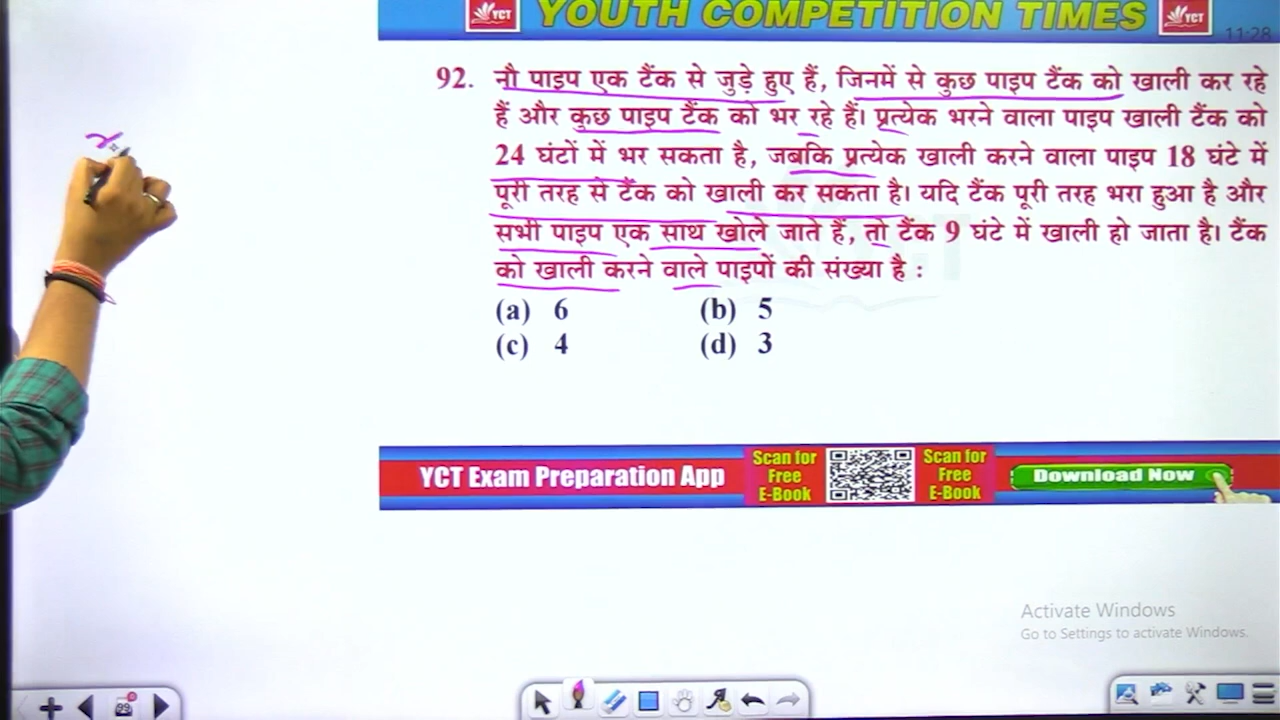 YCT
YOUTH COMPETITION TIMES
YCT
11:28
92. नौ पाइप एक टैंक से जुड़े हुए हैं, जिनमें से कुछ पाइप टैंक को खाली कर रहे
हैं और कुछ पाइप टैंक को भर रहे हैं। प्रत्येक भरने वाला पाइप खाली टैंक को
24 घंटों में भर सकता है, जबकि प्रत्येक खाली करने वाला पाइप 18 घंटे में
पूरी तरह से टैंक को खाली कर सकता है। यदि टैंक पूरी तरह भरा हुआ है और
सभी पाइप एक साथ खोले जाते हैं, तो टैंक 9 घंटे में खाली हो जाता है। टैंक
को खाली करने वाले पाइपों की संख्या है :
(a) 6 (b) 5
(c) 4 (d) 3
YCT Exam Preparation App
Scan for
Free
E-Book
Scan for
Free
E-Book
Download Now
Activate Windows
Go to Settings to activate Windows.
99